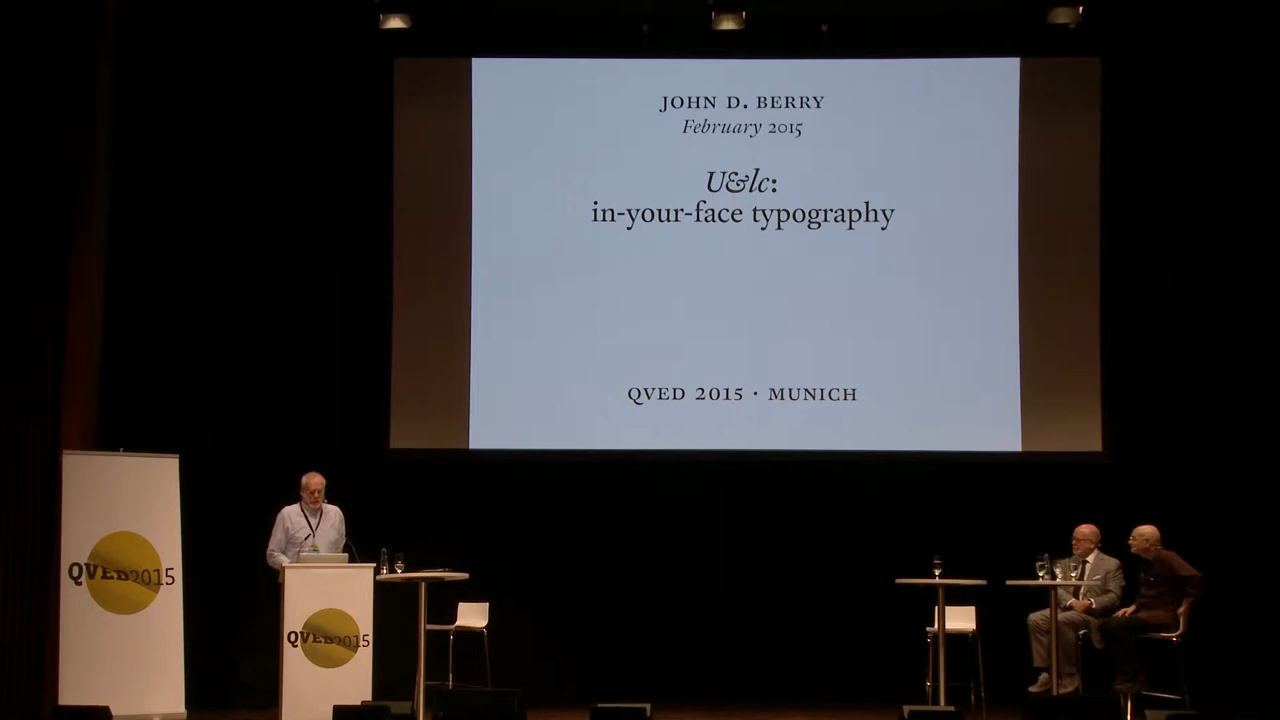 JOHN D. BERRY
February 2015
U&lc:
in-your-face typography
QVED 2015 · MUNICH
QVED2015
QVED2015